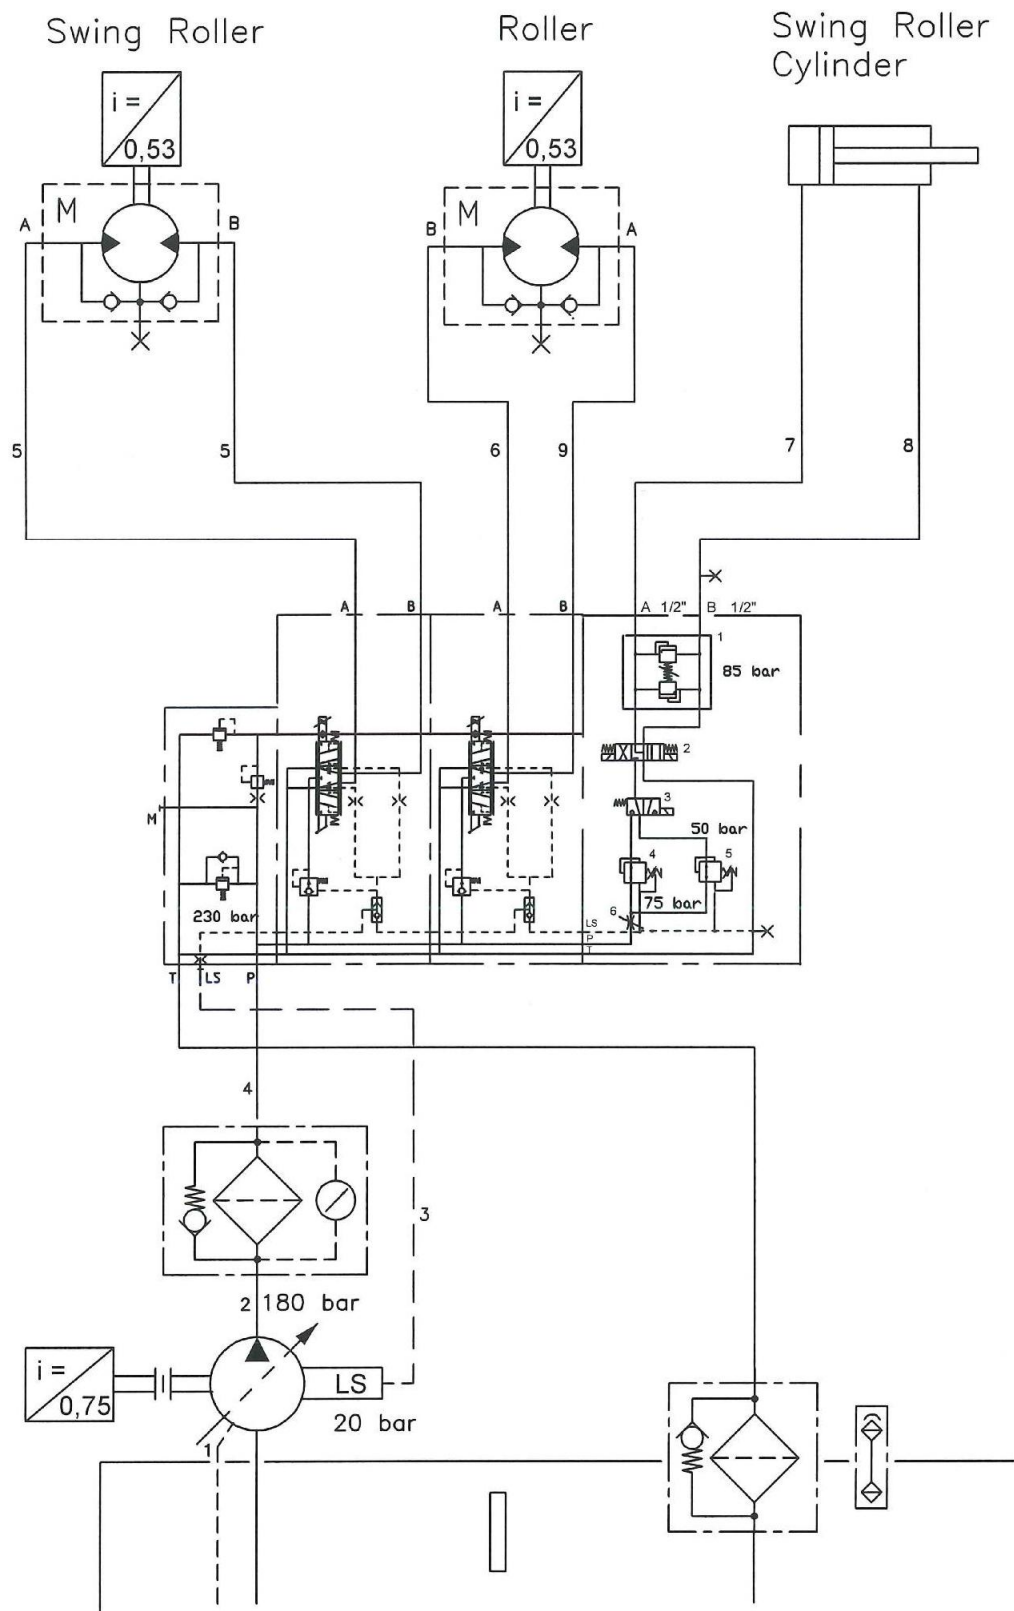 Swing Roller
Roller
Swing Roller
Cylinder
i =
0,53
i =
0,53
M
A
B
M
B
A
5
5
6
9
7
8
A
B
A
B
A 1/2" B 1/2"
1
85 bar
2
3
50 bar
4
5
75 bar
6
M
230 bar
LS
P
T
T
LS
P
4
3
2
180 bar
i =
0,75
LS
20 bar
1